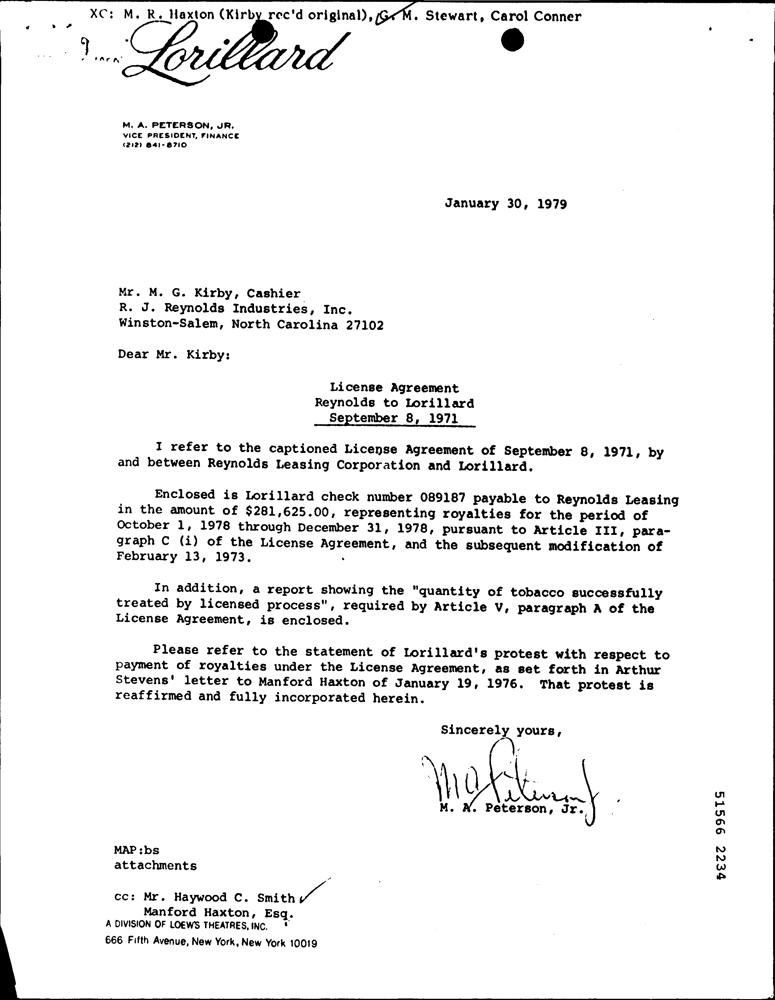 XC: M. R. Haxton (Kirby rec'd original), G. M. Stewart, Carol Conner
Lorillard
M. A. PETERSON, JR.
VICE PRESIDENT, FINANCE
(212) 841-8710
January 30, 1979
Mr. M. G. Kirby, Cashier
R. J. Reynolds Industries, Inc.
Winston-Salem, North Carolina 27102
Dear Mr. Kirby:
License Agreement
Reynolds to Lorillard
September 8, 1971
I refer to the captioned License Agreement of September 8, 1971, by
and between Reynolds Leasing Corporation and Lorillard.
Enclosed is Lorillard check number 089187 payable to Reynolds Leasing
in the amount of $281,625.00, representing royalties for the period of
October 1, 1978 through December 31, 1978, pursuant to Article III, para-
graph C (i) of the License Agreement, and the subsequent modification of
February 13, 1973.
In addition, a report showing the "quantity of tobacco successfully
treated by licensed process", required by Article V, paragraph A of the
License Agreement, is enclosed.
Please refer to the statement of Lorillard's protest with respect to
payment of royalties under the License Agreement, as set forth in Arthur
Stevens' letter to Manford Haxton of January 19, 1976. That protest is
reaffirmed and fully incorporated herein.
Sincerely yours,
M A Peterson Jr
M. A. Peterson, Jr.
MAP:bs
attachments
cc: Mr. Haywood C. Smith
Manford Haxton, Esq.
A DIVISION OF LOEW'S THEATRES, INC.
666 Fifth Avenue, New York, New York 10019
51566 2234